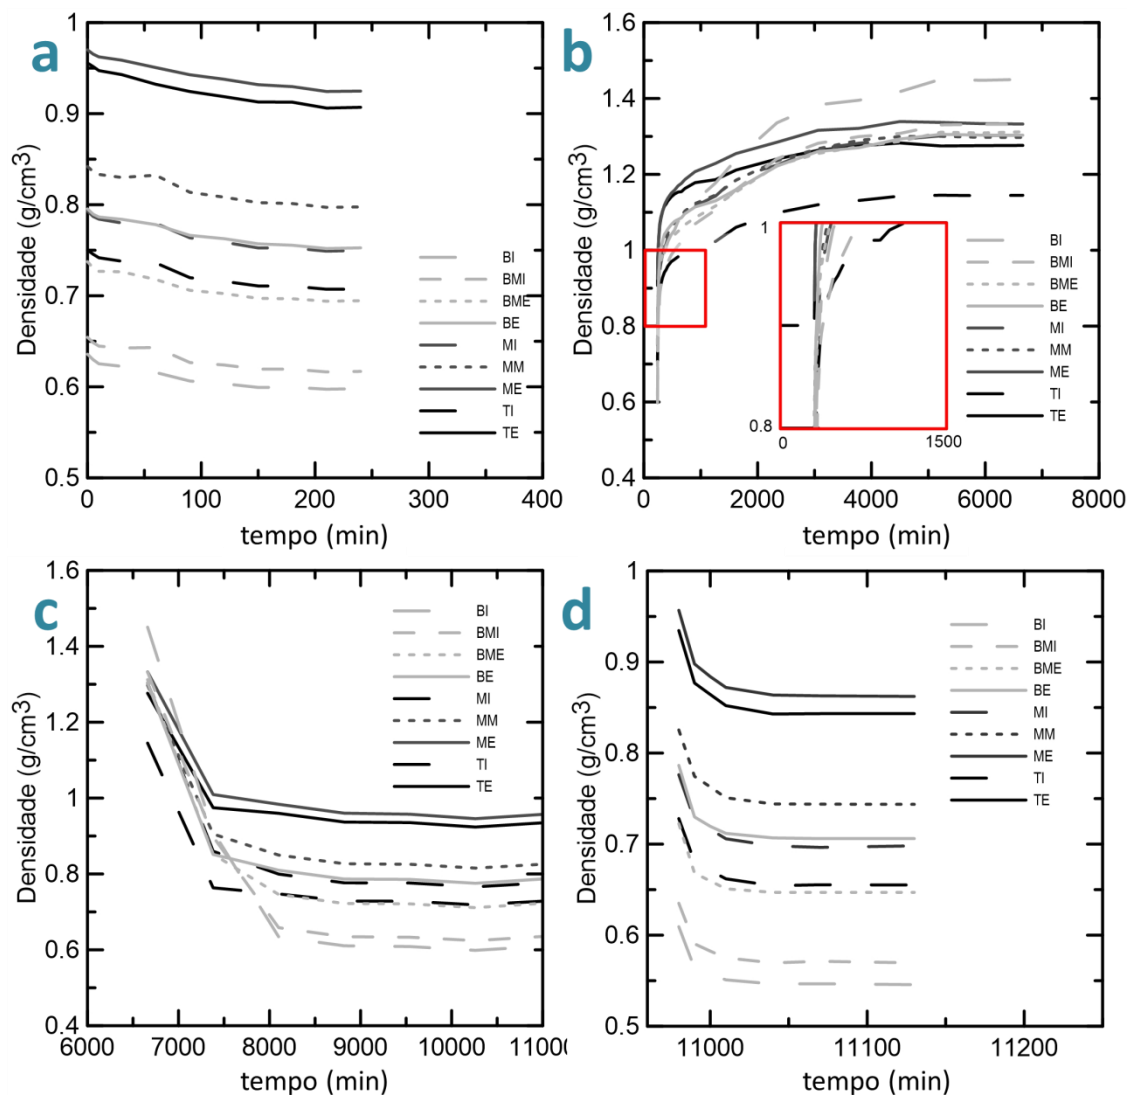 a
Densidade (g/cm3)
1
0.9
0.8
0.7
0.6
0.5
0
100
200
300
400
tempo (min)
BI
BMI
BME
BE
MI
MM
ME
TI
TE
b
Densidade (g/cm3)
1.6
1.4
1.2
1
0.8
0.6
0.4
0
2000
4000
6000
8000
tempo (min)
1
0.8
0
1500
BI
BMI
BME
BE
MI
MM
ME
TI
TE
c
Densidade (g/cm3)
1.6
1.4
1.2
1
0.8
0.6
0.4
6000
7000
8000
9000
10000
11000
tempo (min)
BI
BMI
BME
BE
MI
MM
ME
TI
TE
d
Densidade (g/cm3)
1
0.9
0.8
0.7
0.6
0.5
11000
11100
11200
tempo (min)
BI
BMI
BME
BE
MI
MM
ME
TI
TE